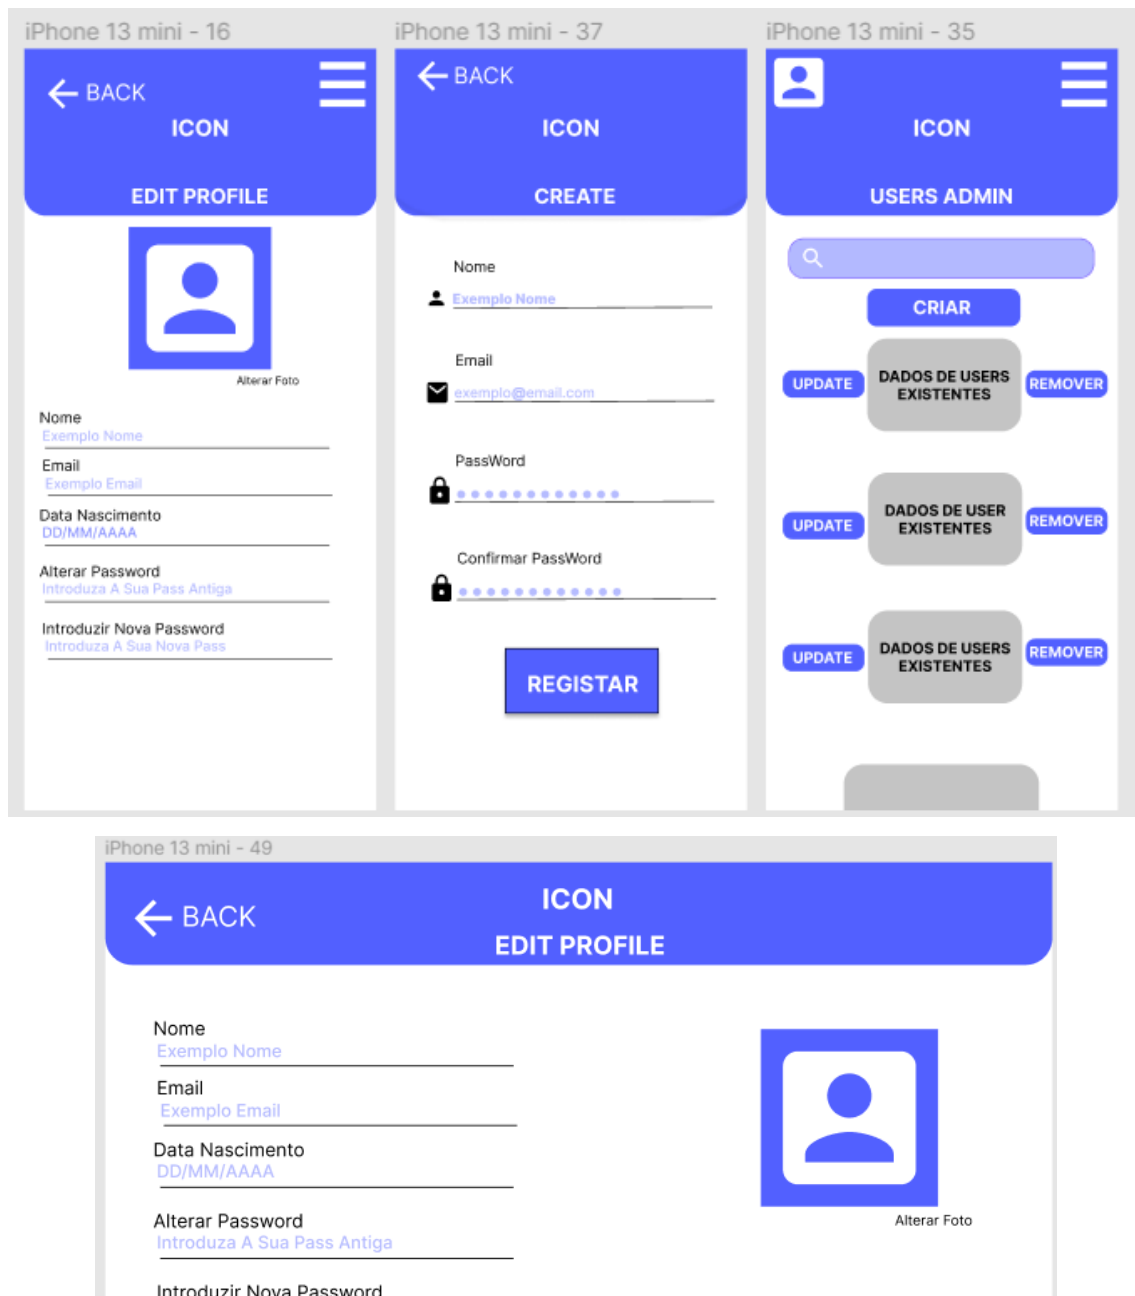 iPhone 13 mini - 16
BACK
ICON
EDIT PROFILE
Alterar Foto
Nome
Exemplo Nome
Email
Exemplo Email
Data Nascimento
DD/MM/AAAA
Alterar Password
Introduza A Sua Pass Antiga
Introduzir Nova Password
Introduza A Sua Nova Pass
iPhone 13 mini - 37
BACK
ICON
CREATE
Nome
Exemplo Nome
Email
exemplo@email.com
PassWord
Confirmar PassWord
REGISTAR
iPhone 13 mini - 35
ICON
USERS ADMIN
CRIAR
UPDATE
DADOS DE USERS
EXISTENTES
REMOVER
UPDATE
DADOS DE USER
EXISTENTES
REMOVER
UPDATE
DADOS DE USERS
EXISTENTES
REMOVER
iPhone 13 mini - 49
BACK
ICON
EDIT PROFILE
Nome
Exemplo Nome
Email
Exemplo Email
Data Nascimento
DD/MM/AAAA
Alterar Password
Introduza A Sua Pass Antiga
Introduzir Nova Password
Alterar Foto